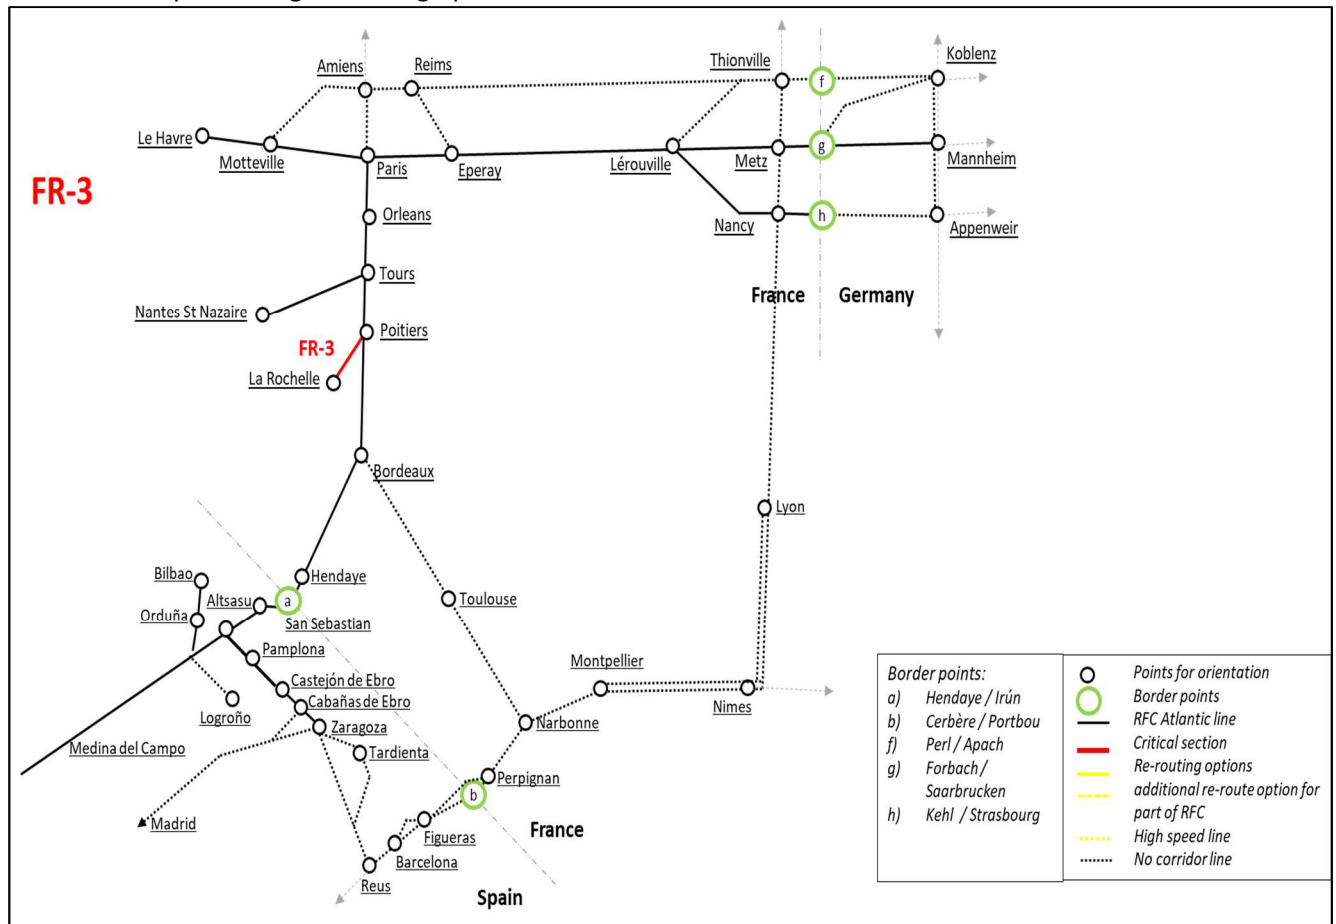 Thionville
Koblenz
Amiens
Reims
f
Le Havre
Motteville
Paris
Eperay
Lérouville
Metz
g
Mannheim
FR-3
Orleans
Nancy
h
Appenweir
Tours
Nantes St Nazaire
France
Germany
Poitiers
FR-3
La Rochelle
Bordeaux
Lyon
Bilbao
Hendaye
Altsasu
a
Toulouse
Orduña
San Sebastian
Pamplona
Montpellier
Castejón de Ebro
Cabañas de Ebro
Logroño
Nimes
Zaragoza
Narbonne
Medina del Campo
Tardienta
Perpignan
b
Madrid
Figueras
France
Barcelona
Reus
Spain
Border points:
a) Hendaye / Irún
b) Cerbère / Portbou
f) Perl / Apach
g) Forbach /
Saarbrucken
h) Kehl / Strasbourg
Points for orientation
Border points
RFC Atlantic line
Critical section
Re-routing options
additional re-route option for
part of RFC
High speed line
No corridor line